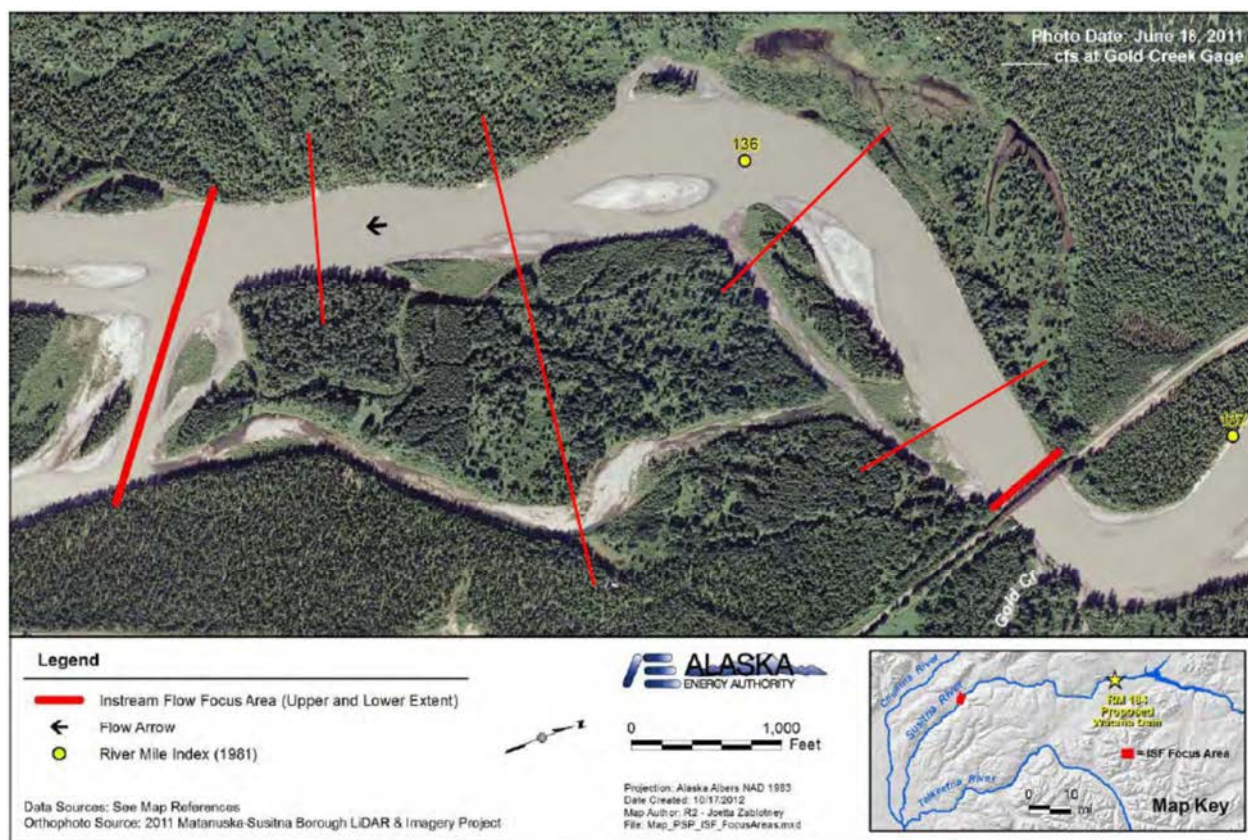 Photo Date: June 18, 2011
____ cfs at Gold Creek Gage
136
137
Gold Cr
Legend
Instream Flow Focus Area (Upper and Lower Extent)
Flow Arrow
River Mile Index (1981)
Data Sources: See Map References
Orthophoto Source: 2011 Matanuska-Susitna Borough LiDAR & Imagery Project
ALASKA
ENERGY AUTHORITY
0 1,000
Feet
Projection: Alaska Albers NAD 1983
Date Created: 10/17/2012
Map Author: R2 - Joetta Zablotney
File: Map_PSP_ISF_FocusAreas.mxd
Chulitna River
Susitna River
Talkeetna River
RM 184
Proposed
Watana Dam
= ISF Focus Area
0 10
mi
Map Key